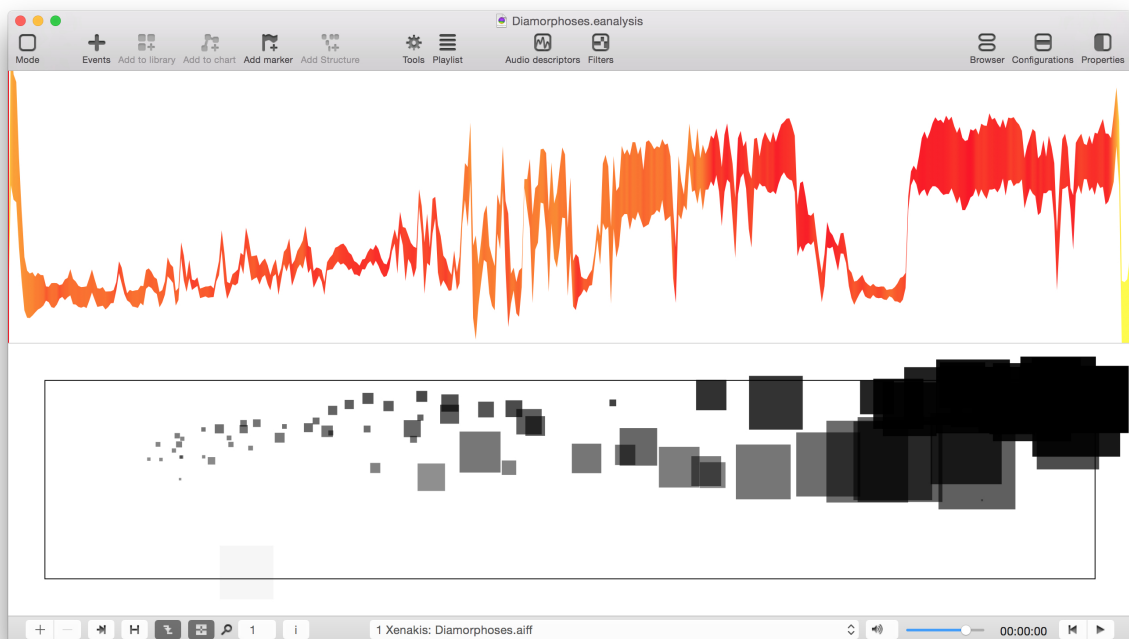 Diamorphoses.eanalysis
Mode Events Add to library Add to chart Add marker Add Structure Tools Playlist Audio descriptors Filters Browser Configurations Properties
+ − H 1 i 1 Xenakis: Diamorphoses.aiff 00:00:00